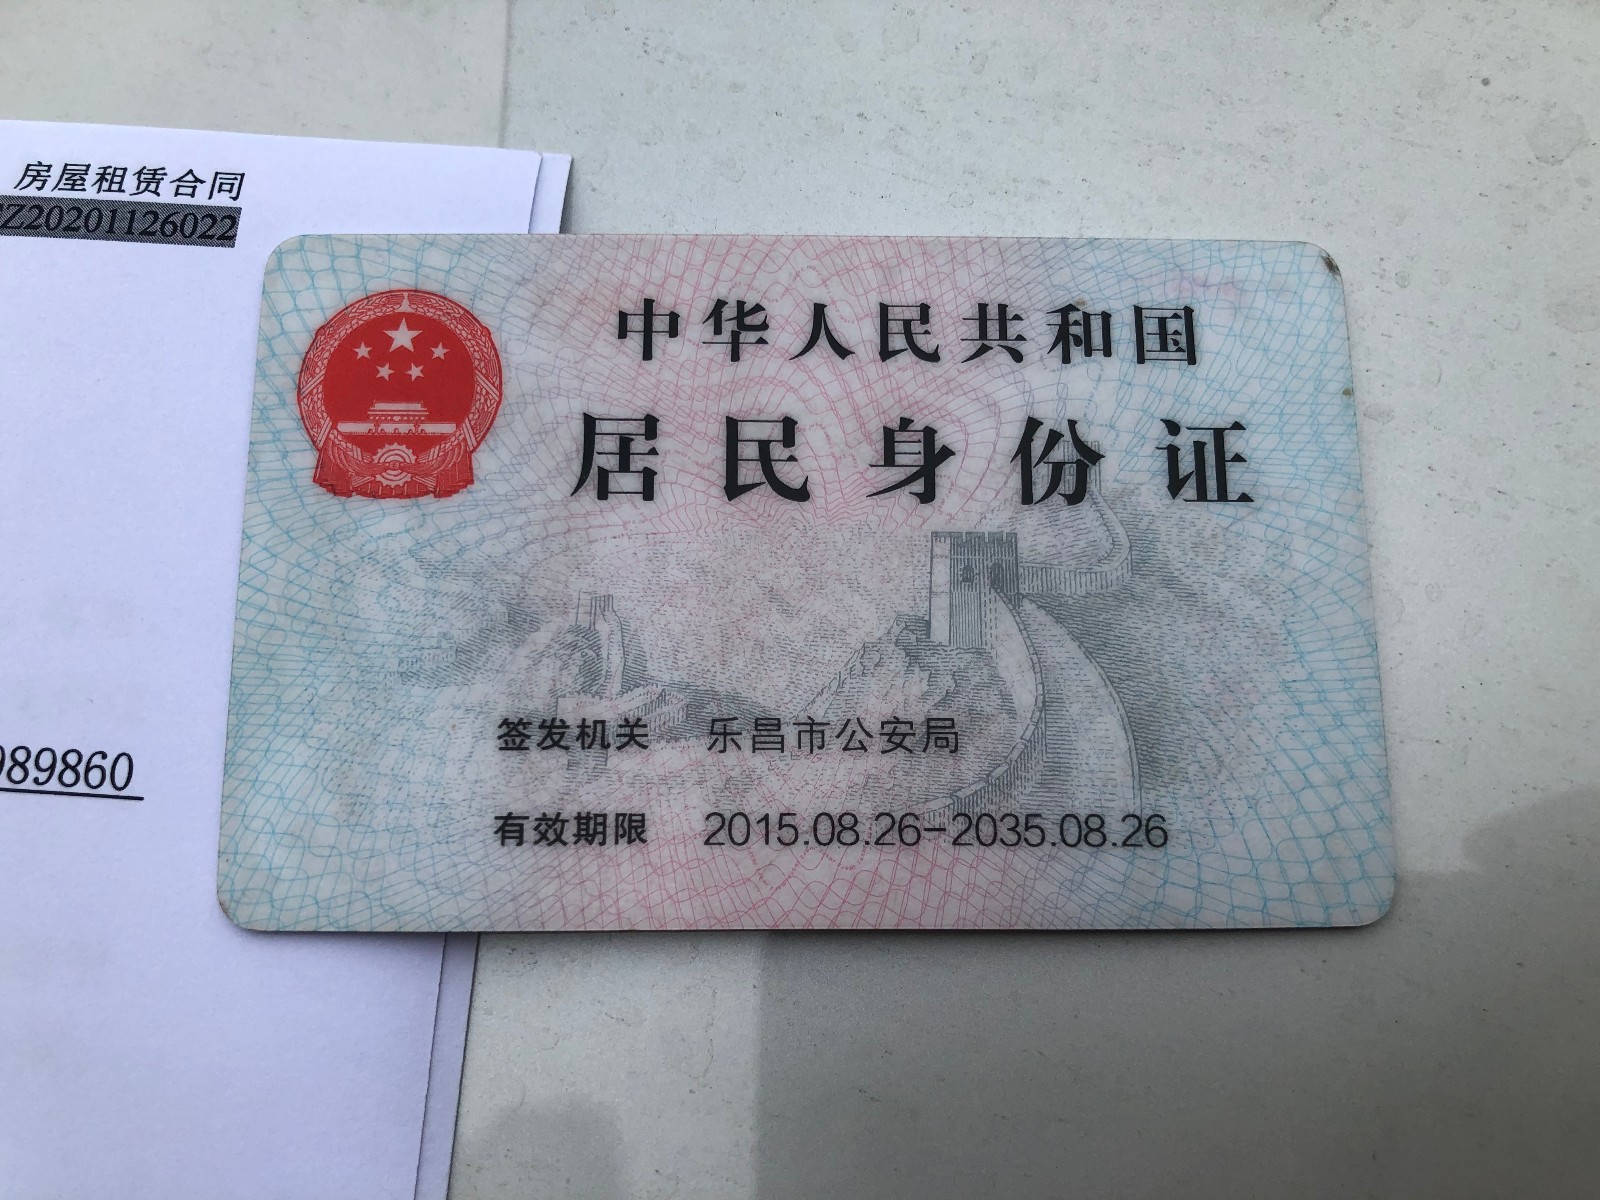 房屋租赁合同
Z20201126022
中华人民共和国
居民身份证
989860
签发机关 乐昌市公安局
有效期限 2015.08.26-2035.08.26